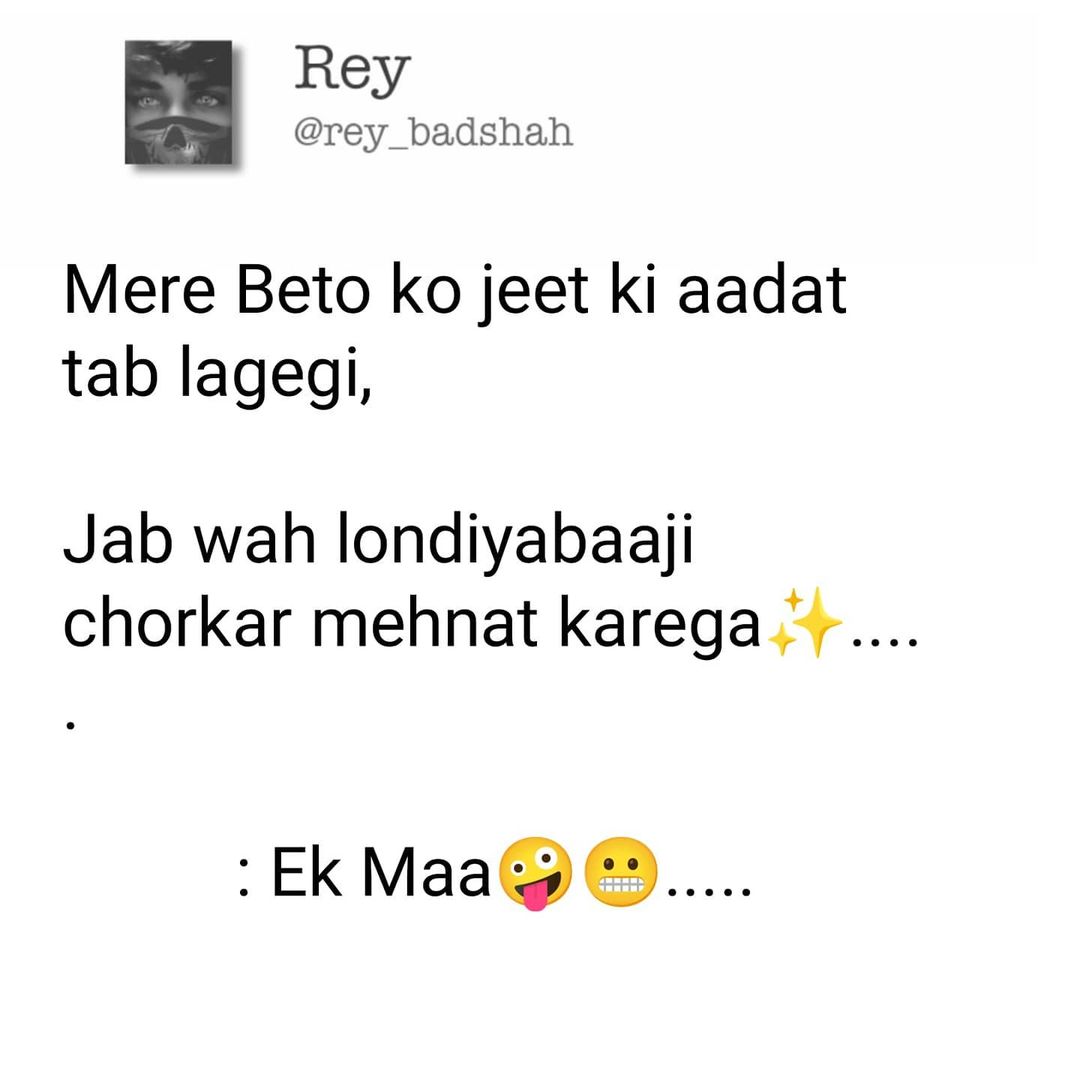 Rey
@rey_badshah
Mere Beto ko jeet ki aadat
tab lagegi,
Jab wah londiyabaaji
chorkar mehnat karega✨....
.
: Ek Maa🤪😬.....